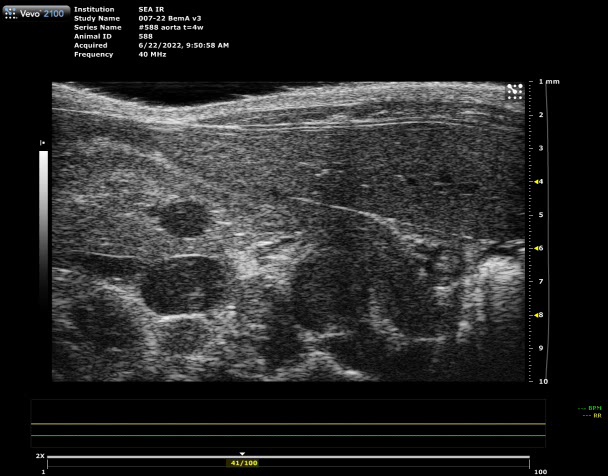 Vevo 2100
Institution SEA IR
Study Name 007-22 BemA v3
Series Name #588 aorta t=4w
Animal ID 588
Acquired 6/22/2022, 9:50:58 AM
Frequency 40 MHz
1 mm
2
3
4
5
6
7
8
9
10
--- BPM
--- RR
2X
41/100
1
100